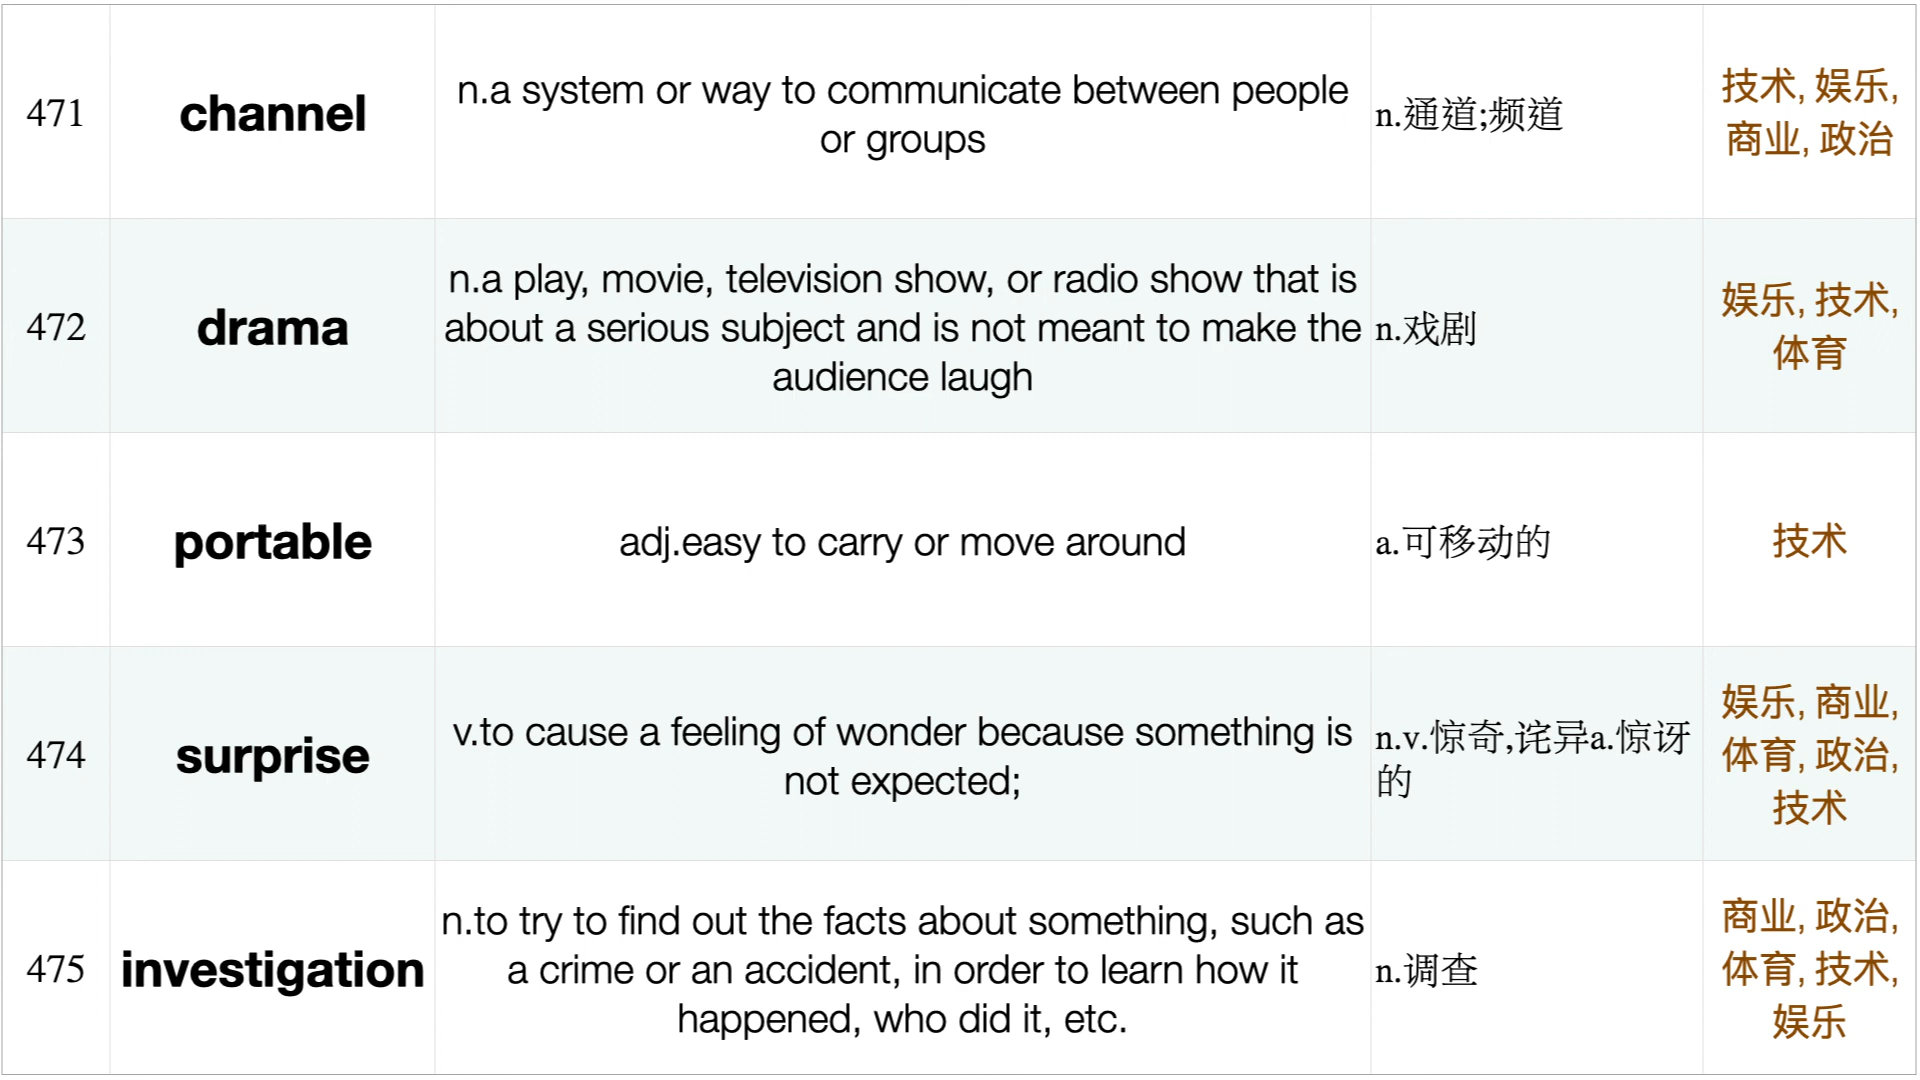 471
channel
n.a system or way to communicate between people
or groups
n.通道;频道
技术, 娱乐,
商业, 政治
472
drama
n.a play, movie, television show, or radio show that is
about a serious subject and is not meant to make the
audience laugh
n.戏剧
娱乐, 技术,
体育
473
portable
adj.easy to carry or move around
a.可移动的
技术
474
surprise
v.to cause a feeling of wonder because something is
not expected;
n.v.惊奇,诧异a.惊讶
的
娱乐, 商业,
体育, 政治,
技术
475
investigation
n.to try to find out the facts about something, such as
a crime or an accident, in order to learn how it
happened, who did it, etc.
n.调查
商业, 政治,
体育, 技术,
娱乐